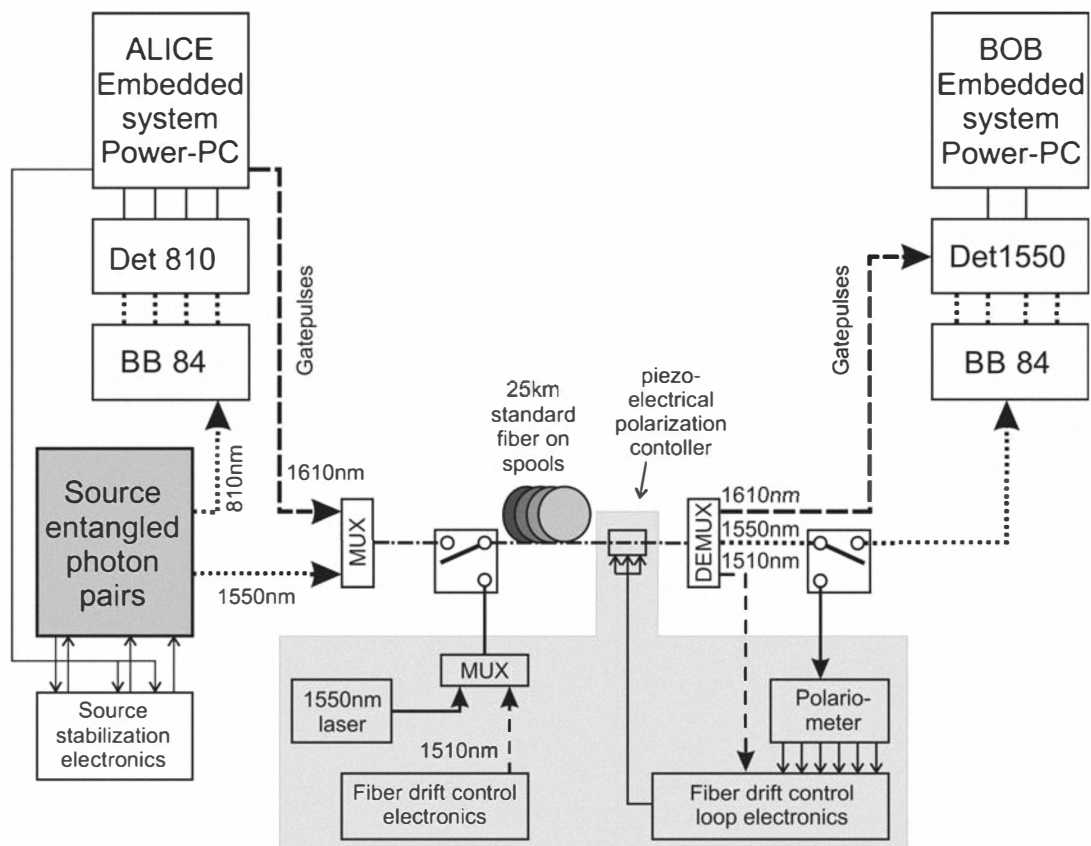 ALICE
Embedded
system
Power-PC
BOB
Embedded
system
Power-PC
Det 810
Det1550
Gatepulses
Gatepulses
BB 84
BB 84
25km
standard
fiber on
spools
piezo-
electrical
polarization
contoller
810nm
1610nm
1610nm
Source
entangled
photon
pairs
MUX
DEMUX
1550nm
1510nm
1550nm
MUX
1550nm
laser
Polario-
meter
Source
stabilization
electronics
1510nm
Fiber drift control
electronics
Fiber drift control
loop electronics